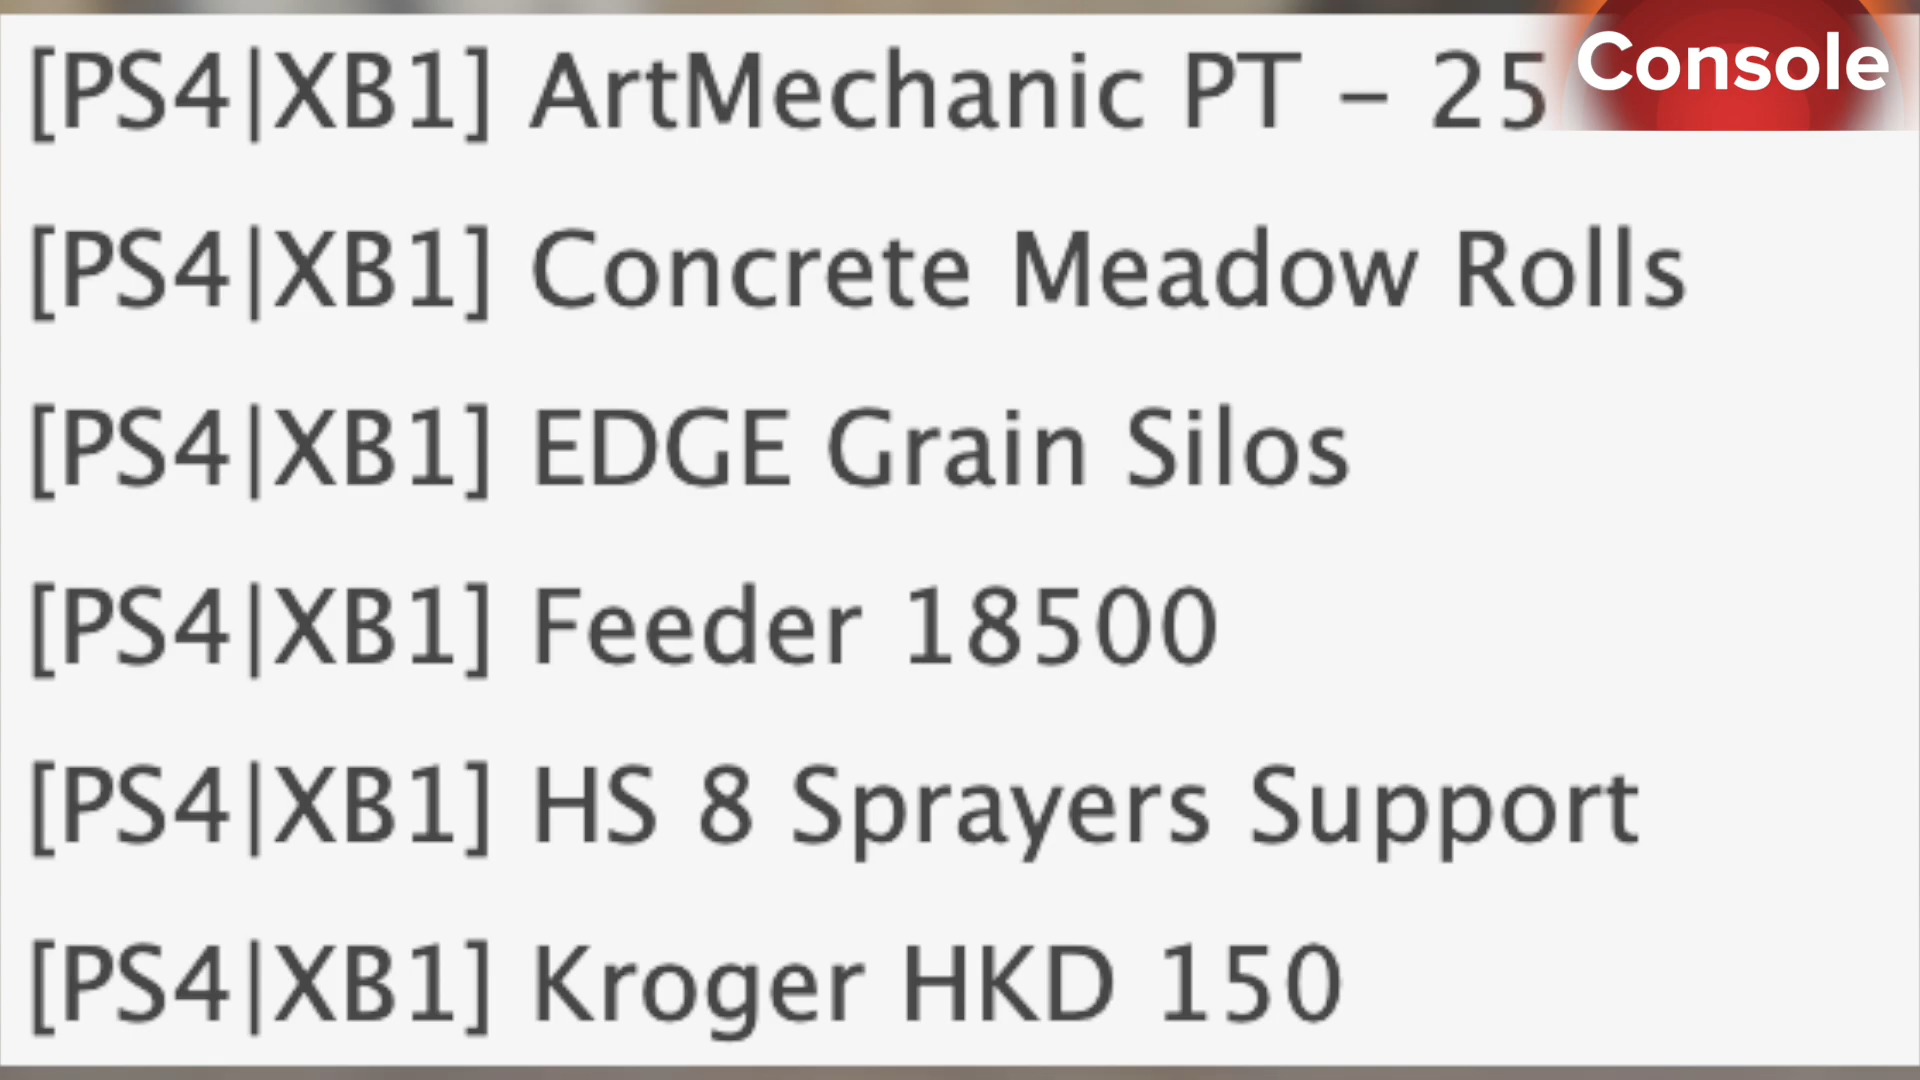 [PS4|XB1] ArtMechanic PT - 25
Console
[PS4|XB1] Concrete Meadow Rolls
[PS4|XB1] EDGE Grain Silos
[PS4|XB1] Feeder 18500
[PS4|XB1] HS 8 Sprayers Support
[PS4|XB1] Kroger HKD 150